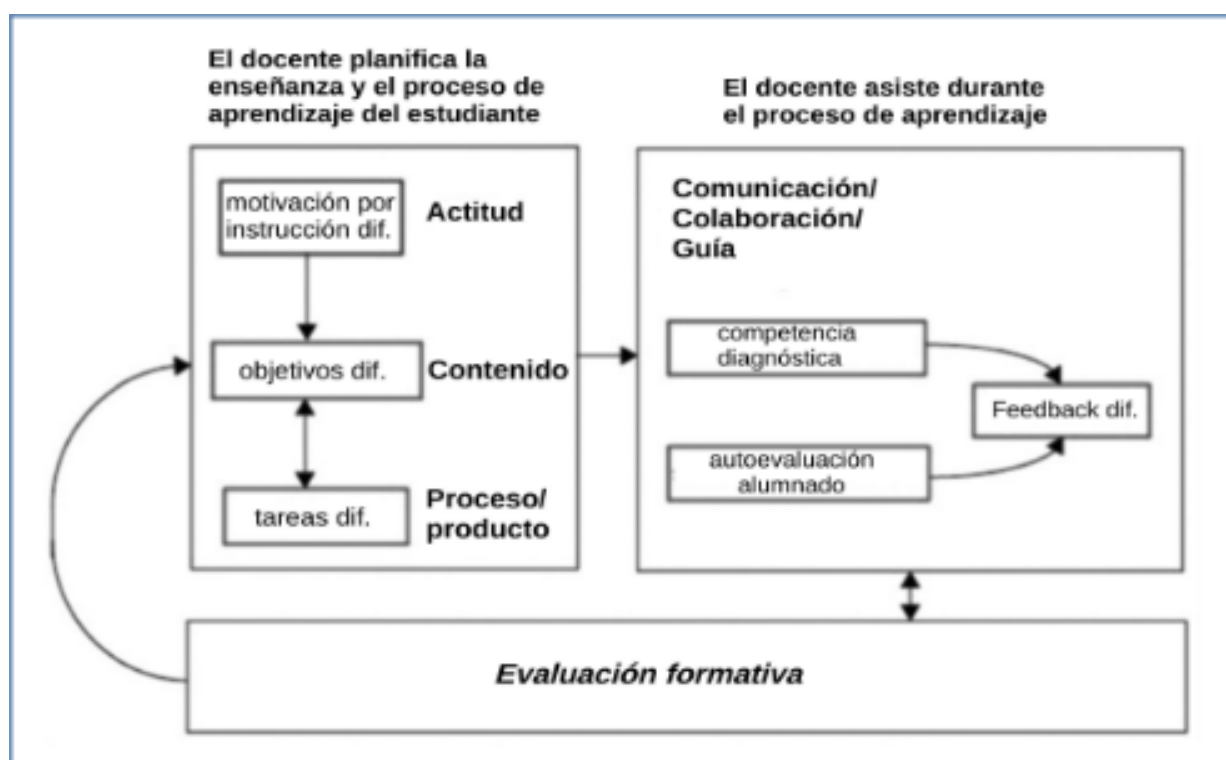 El docente planifica la
enseñanza y el proceso de
aprendizaje del estudiante
motivación por
instrucción dif.
Actitud
objetivos dif.
Contenido
tareas dif.
Proceso/
producto
El docente asiste durante
el proceso de aprendizaje
Comunicación/
Colaboración/
Guía
competencia
diagnóstica
Feedback dif.
autoevaluación
alumnado
Evaluación formativa